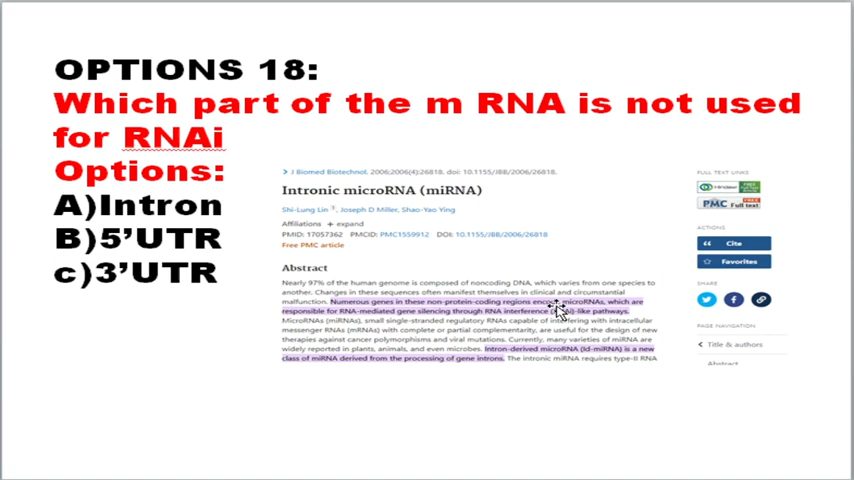 OPTIONS 18:
Which part of the m RNA is not used
for RNAi
Options:
A)Intron
B)5’UTR
c)3’UTR
J Biomed Biotechnol. 2006;2006(4):26818. doi: 10.1155/JBB/2006/26818.
Intronic microRNA (miRNA)
Shi-Lung Lin, Joseph D Miller, Shao-Yao Ying
Affiliations + expand
PMID: 17057362 PMCID: PMC1559912 DOI: 10.1155/JBB/2006/26818
Free PMC article
Abstract
Nearly 97% of the human genome is composed of noncoding DNA, which varies from one species to
another. Changes in these sequences often manifest themselves in clinical and circumstantial
malfunction. Numerous genes in these non-protein-coding regions encode microRNAs, which are
responsible for RNA-mediated gene silencing through RNA interference (RNAi)-like pathways.
MicroRNAs (miRNAs), small single-stranded regulatory RNAs capable of interfering with intracellular
messenger RNAs (mRNAs) with complete or partial complementarity, are useful for the design of new
therapies against cancer polymorphisms and viral mutations. Currently, many varieties of miRNA are
widely reported in plants, animals, and even microbes. Intron-derived microRNA (Id-miRNA) is a new
class of miRNA derived from the processing of gene introns. The intronic miRNA requires type-II RNA
FULL TEXT LINKS
Hindawi FREE Full Text
PMC FREE Full text
ACTIONS
Cite
Favorites
SHARE
PAGE NAVIGATION
Title & authors
Abstract